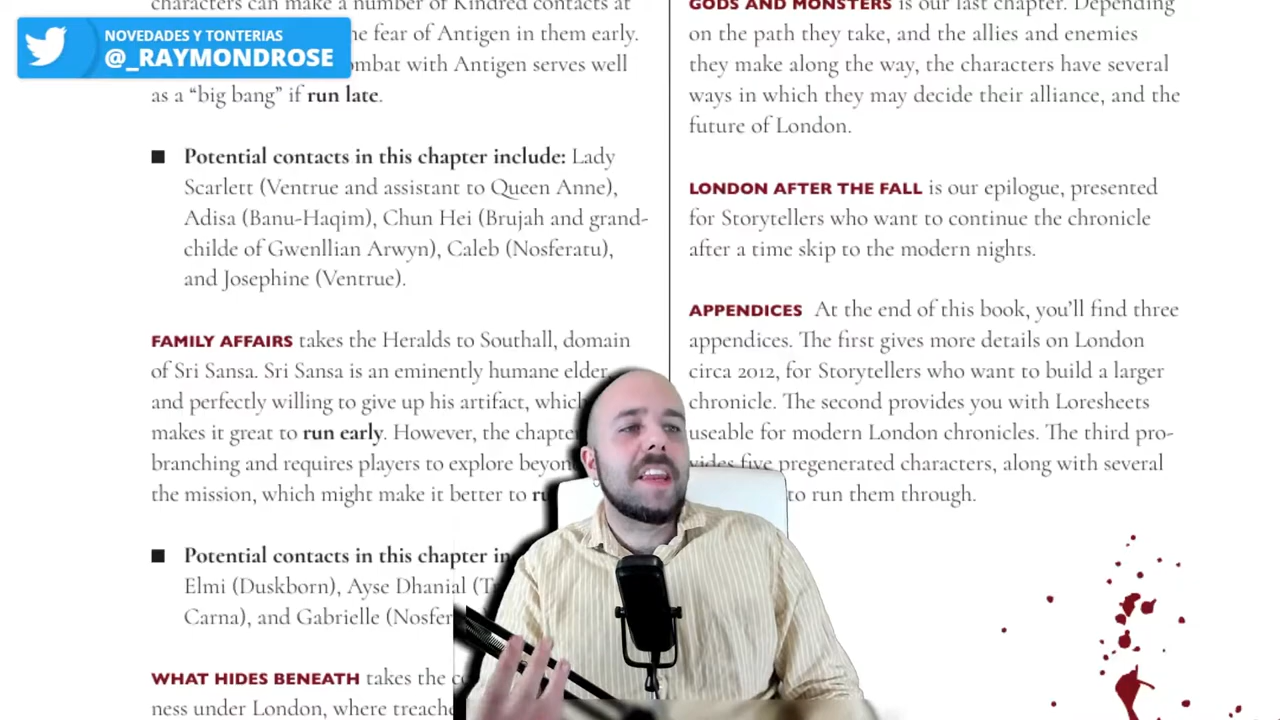 NOVEDADES Y TONTERIAS
@_RAYMONDROSE
characters can make a number of Kindred contacts at
he fear of Antigen in them early.
ombat with Antigen serves well
as a “big bang” if run late.
■ Potential contacts in this chapter include: Lady
Scarlett (Ventrue and assistant to Queen Anne),
Adisa (Banu-Haqim), Chun Hei (Brujah and grand-
childe of Gwenllian Arwyn), Caleb (Nosferatu),
and Josephine (Ventrue).
FAMILY AFFAIRS takes the Heralds to Southall, domain
of Sri Sansa. Sri Sansa is an eminently humane elder
and perfectly willing to give up his artifact, which
makes it great to run early. However, the chapter
branching and requires players to explore beyon
the mission, which might make it better to ru
■ Potential contacts in this chapter in
Elmi (Duskborn), Ayse Dhanial (T
Carna), and Gabrielle (Nosfer
WHAT HIDES BENEATH takes the c
ness under London, where treache
GODS AND MONSTERS is our last chapter. Depending
on the path they take, and the allies and enemies
they make along the way, the characters have several
ways in which they may decide their alliance, and the
future of London.
LONDON AFTER THE FALL is our epilogue, presented
for Storytellers who want to continue the chronicle
after a time skip to the modern nights.
APPENDICES At the end of this book, you’ll find three
appendices. The first gives more details on London
circa 2012, for Storytellers who want to build a larger
chronicle. The second provides you with Loresheets
useable for modern London chronicles. The third pro-
vides five pregenerated characters, along with several
to run them through.